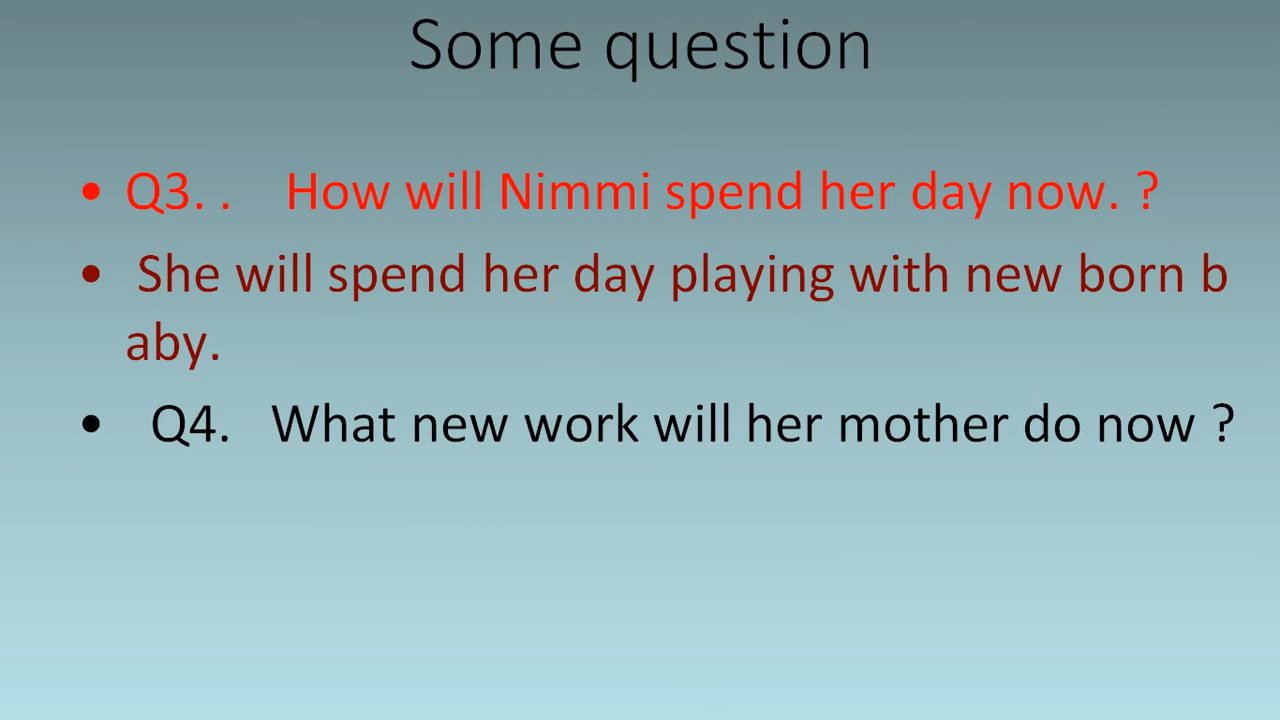 Some question
• Q3. . How will Nimmi spend her day now. ?
• She will spend her day playing with new born b
aby.
• Q4. What new work will her mother do now ?